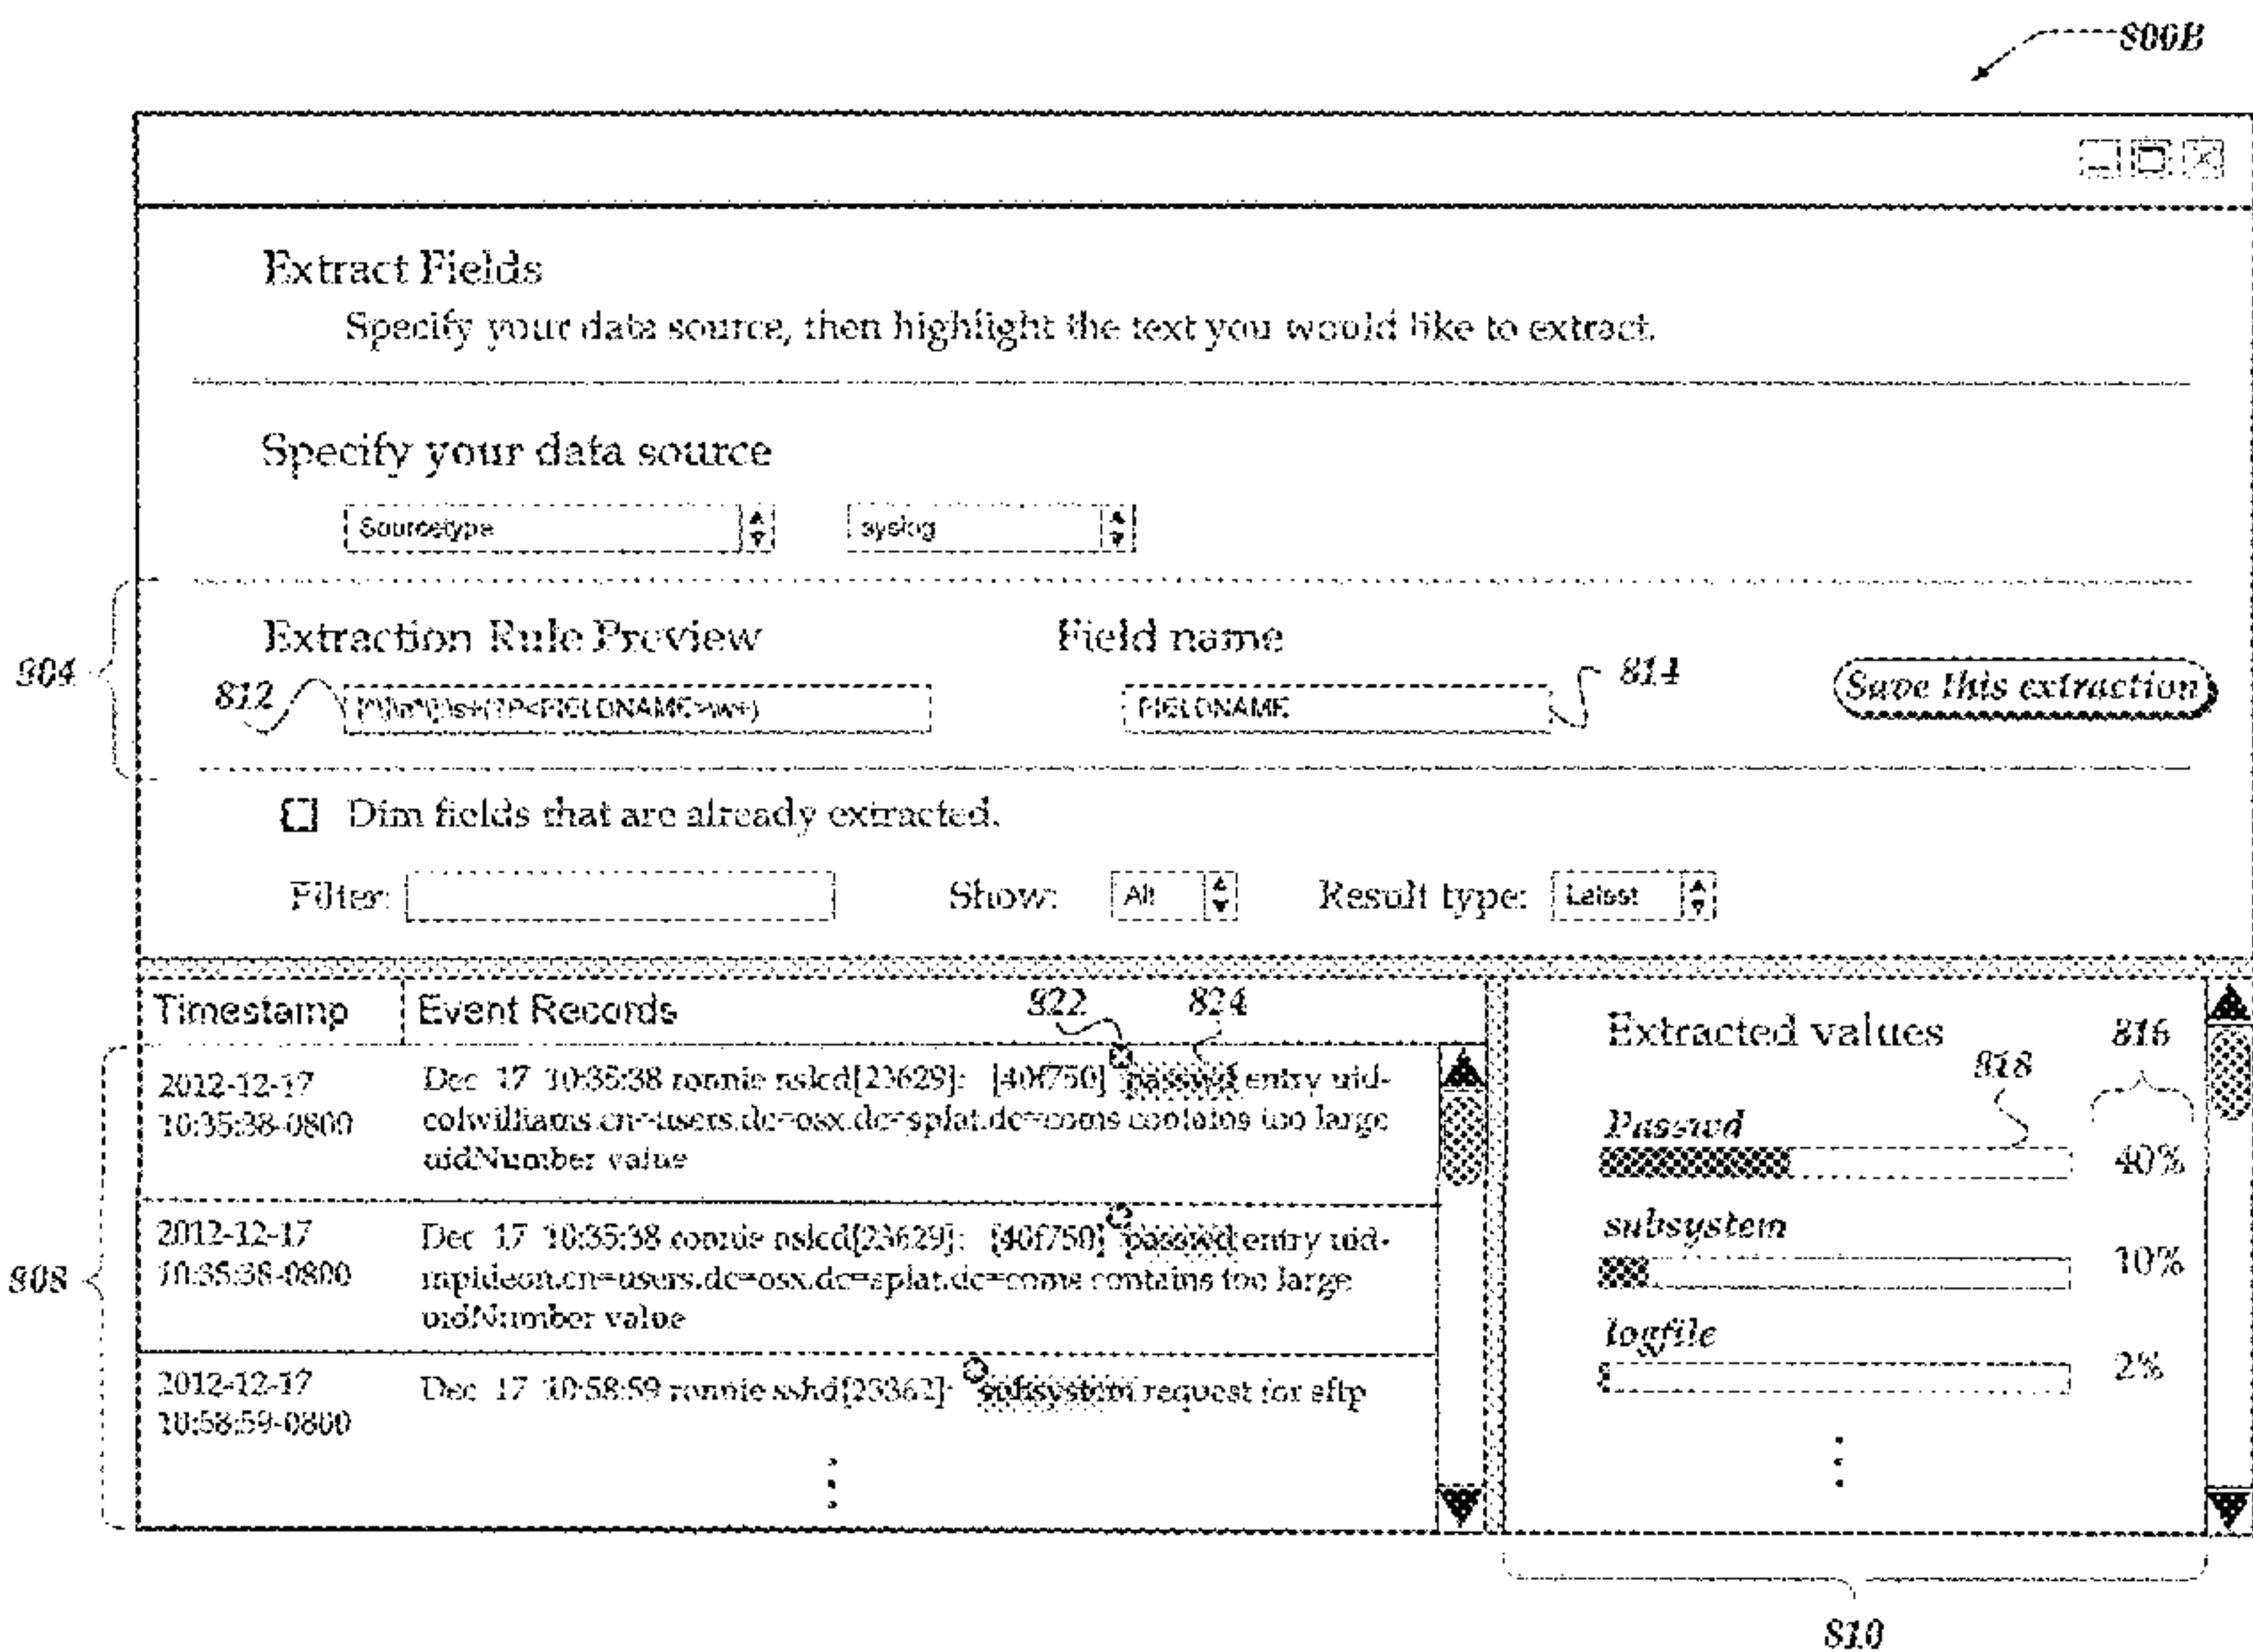 800B
Extract Fields
Specify your data source, then highlight the text you would like to extract.
Specify your data source
Sourcetype syslog
804
Extraction Rule Preview Field name
812 814 Save this extraction
FIELDNAME
Dim fields that are already extracted.
Filter: Show: All Result type: Latest
Timestamp Event Records 822 824
Extracted values 816
818
2012-12-17 Dec 17 10:35:38 ronnie nslcd[23629]: [40f750] passwd entry uid-
10:35:38-0800 colwilliams.cn=users.dc=osx.dc=splat.dc=coms contains too large
uidNumber value
Passwd
40%
808
2012-12-17 Dec 17 10:35:38 ronnie nslcd[23629]: [40f750] passwd entry uid-
10:35:38-0800 mpideon.cn=users.dc=osx.dc=splat.dc=coms contains too large
uidNumber value
subsystem
10%
logfile
2%
2012-12-17 Dec 17 10:58:59 ronnie sshd[23362]: subsystem request for sftp
10:58:59-0800
810